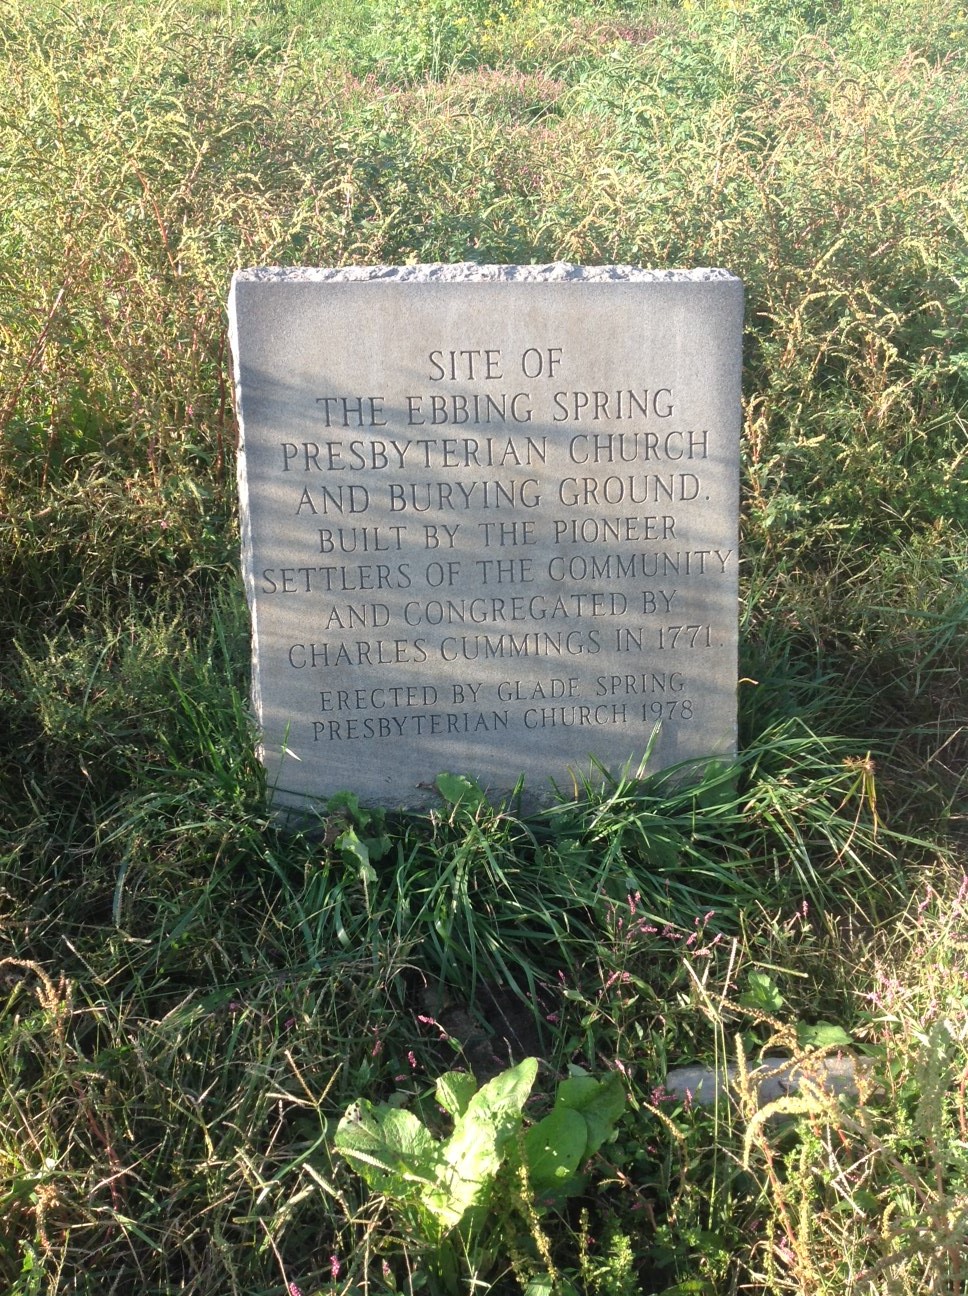 SITE OF
THE EBBING SPRING
PRESBYTERIAN CHURCH
AND BURYING GROUND.
BUILT BY THE PIONEER
SETTLERS OF THE COMMUNITY
AND CONGREGATED BY
CHARLES CUMMINGS IN 1771.
ERECTED BY GLADE SPRING
PRESBYTERIAN CHURCH 1978